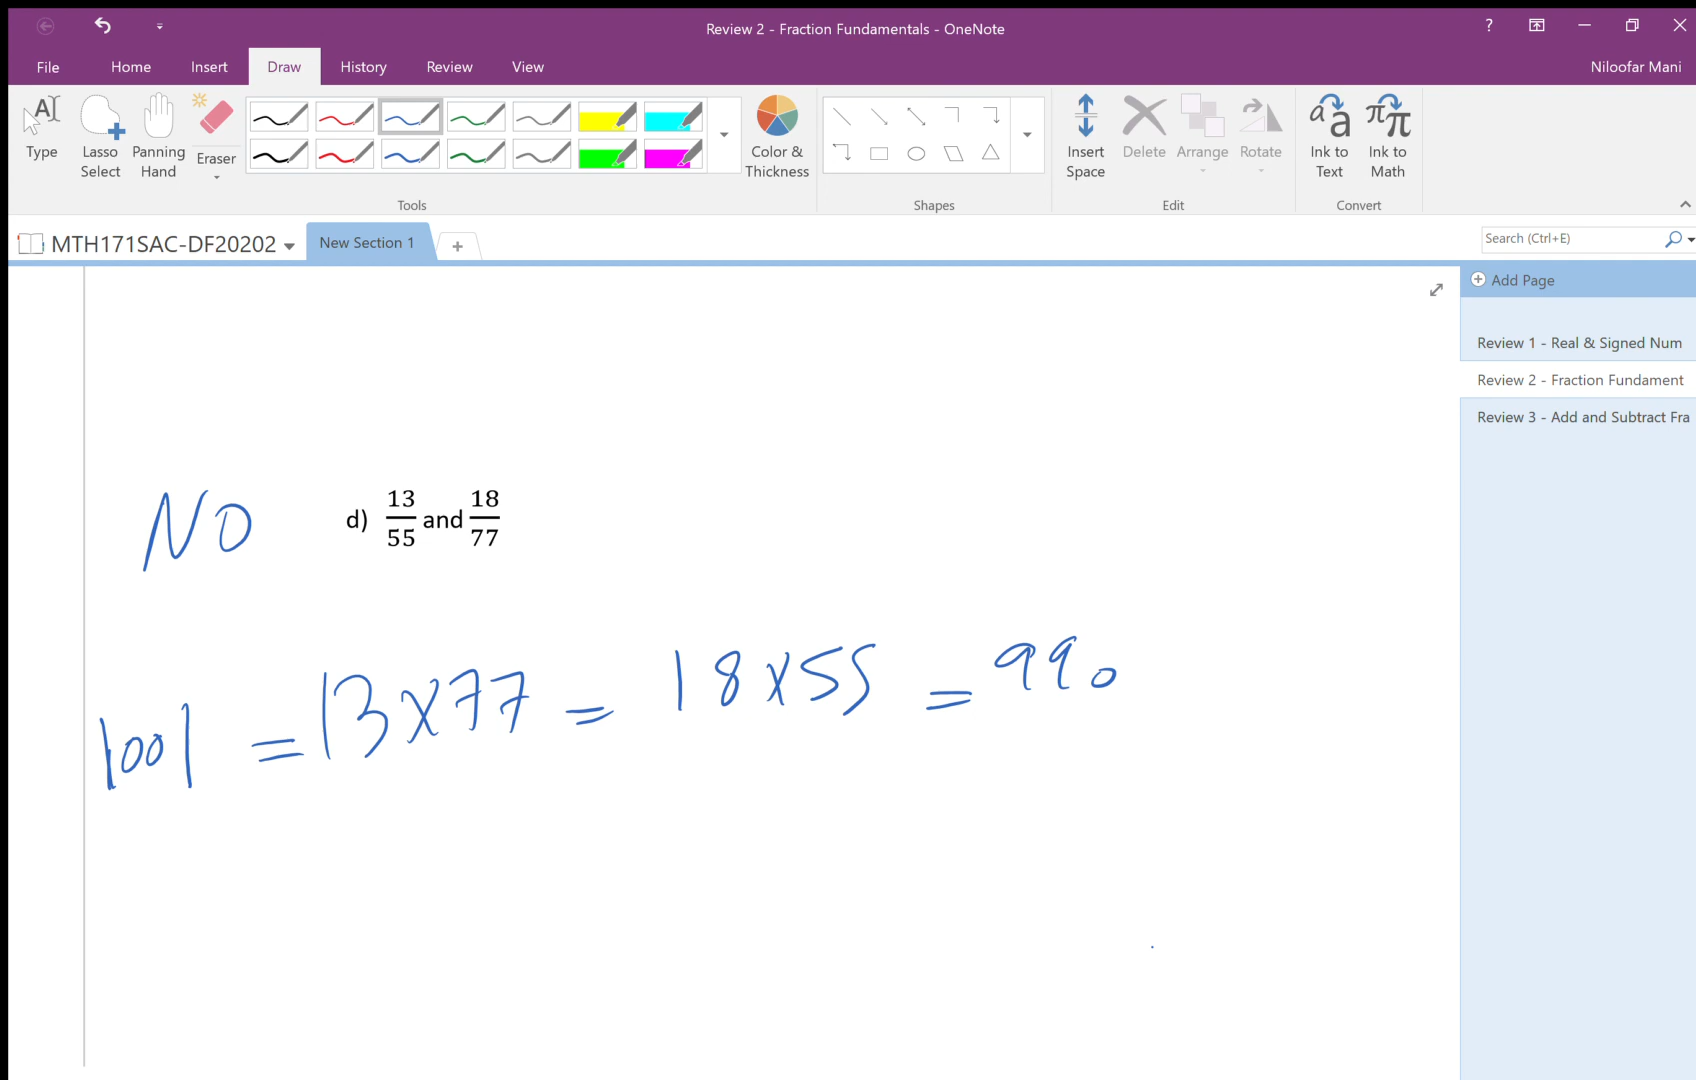 Review 2 - Fraction Fundamentals - OneNote
?
File Home Insert Draw History Review View Niloofar Mani
Type
Lasso Select
Panning Hand
Eraser
Color & Thickness
Insert Space
Delete
Arrange
Rotate
Ink to Text
Ink to Math
Tools Shapes Edit Convert
MTH171SAC-DF20202 New Section 1 + Search (Ctrl+E)
Add Page
Review 1 - Real & Signed Num
Review 2 - Fraction Fundament
Review 3 - Add and Subtract Fra
NO d) 13/55 and 18/77
1001 = 13x77 = 18x55 = 990